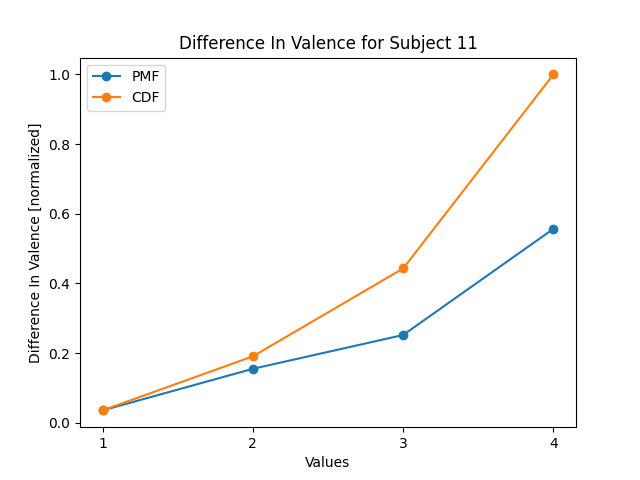 Difference In Valence for Subject 11
PMF
CDF
Difference In Valence [normalized]
1.0
0.8
0.6
0.4
0.2
0.0
1 2 3 4
Values